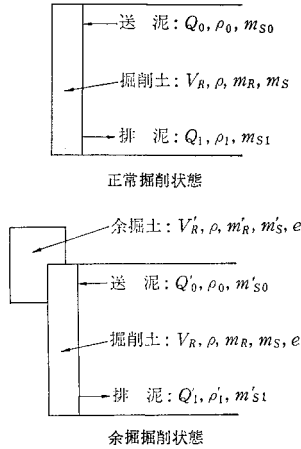 送 泥：Q₀, ρ₀, m_S0
掘削土：V_R, ρ, m_R, m_S
排 泥：Q₁, ρ₁, m_S1
正常掘削状態
余掘土：V′_R, ρ, m′_R, m′_S, e
送 泥：Q′₀, ρ₀, m′_S0
掘削土：V_R, ρ, m_R, m_S, e
排 泥：Q′₁, ρ′₁, m′_S1
余掘掘削状態